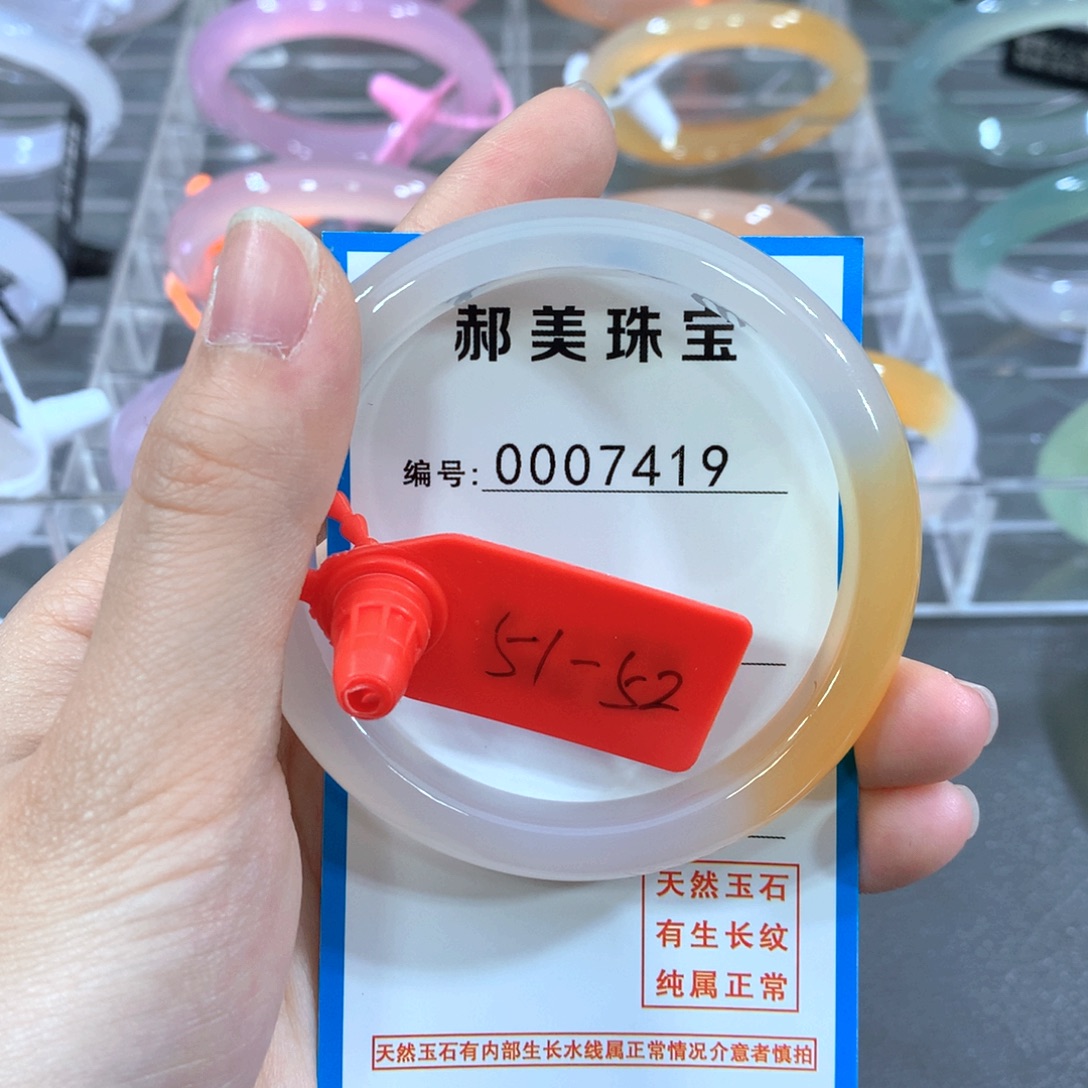 郝美珠宝
编号: 0007419
51-52
天然玉石
有生长纹
纯属正常
天然玉石有内部生长水线属正常情况介意者慎拍